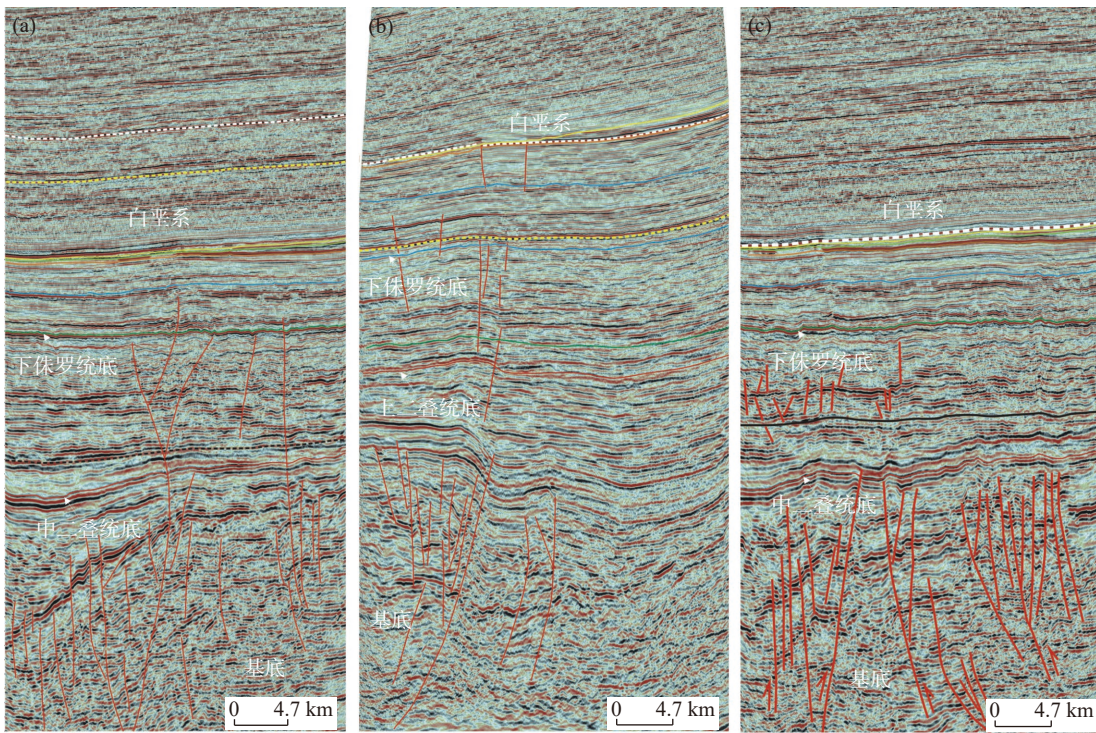 (a)
白垩系
下侏罗统底
中二叠统底
基底
0 4.7 km
(b)
白垩系
下侏罗统底
上二叠统底
基底
0 4.7 km
(c)
白垩系
下侏罗统底
中二叠统底
基底
0 4.7 km